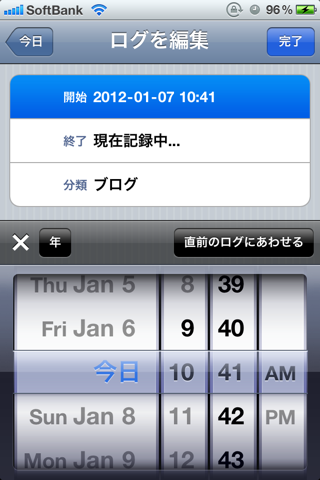 SoftBank 96%
今日 ログを編集 完了
開始 2012-01-07 10:41
終了 現在記録中...
分類 ブログ
年 直前のログにあわせる
Thu Jan 5 8 39
Fri Jan 6 9 40
今日 10 41 AM
Sun Jan 8 11 42 PM
Mon Jan 9 12 43